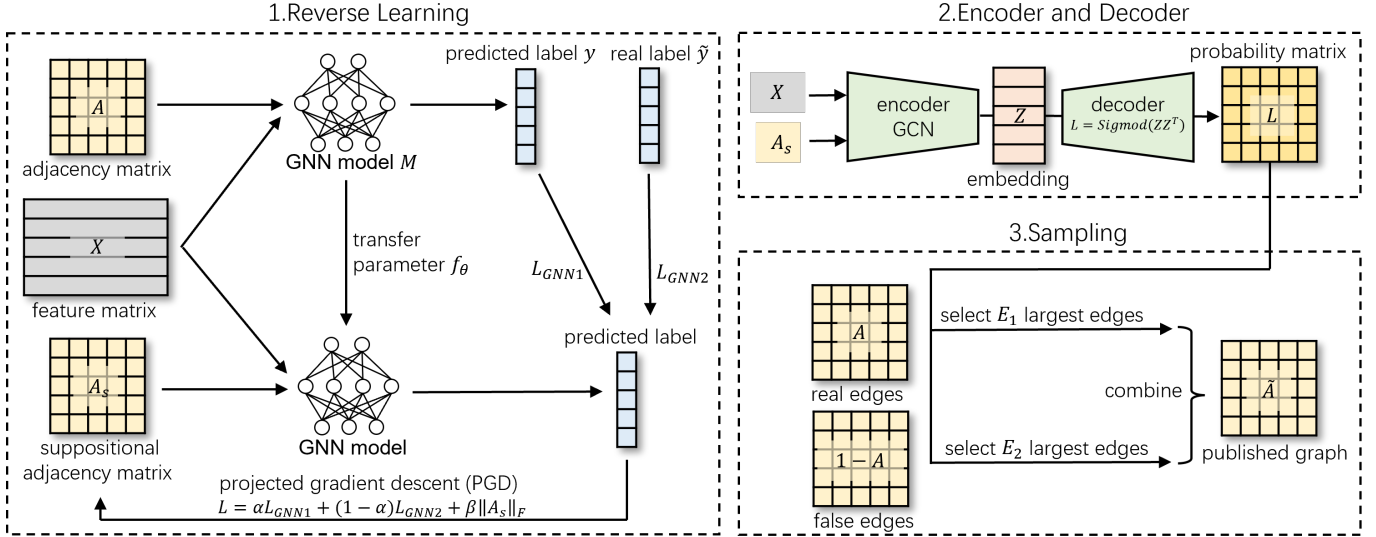 1.Reverse Learning
A
adjacency matrix
X
feature matrix
A_s
suppositional
adjacency matrix
GNN model M
transfer
parameter f_θ
GNN model
predicted label y
real label ỹ
L_GNN1
L_GNN2
predicted label
projected gradient descent (PGD)
L = αL_GNN1 + (1 − α)L_GNN2 + β‖A_s‖_F
2.Encoder and Decoder
X
A_s
encoder
GCN
Z
embedding
decoder
L = Sigmod(ZZ^T)
probability matrix
L
3.Sampling
A
real edges
1 − A
false edges
select E_1 largest edges
combine
select E_2 largest edges
Ã
published graph